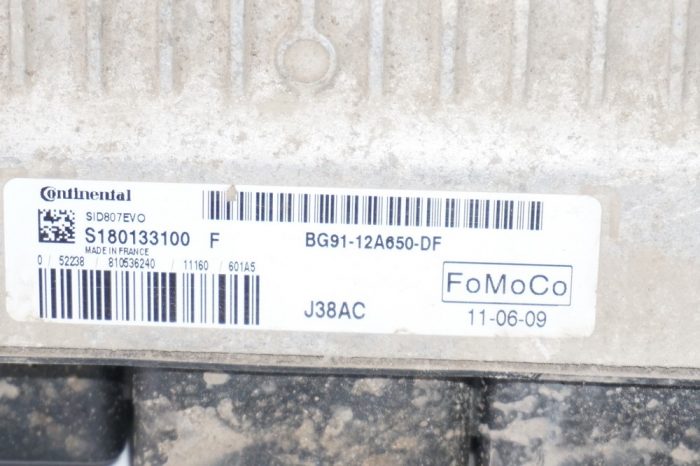 Continental
SID807EVO
S180133100 F
MADE IN FRANCE
0 / 52238 / 810536240 / 11160 / 601A5
BG91-12A650-DF
J38AC
FoMoCo
11-06-09